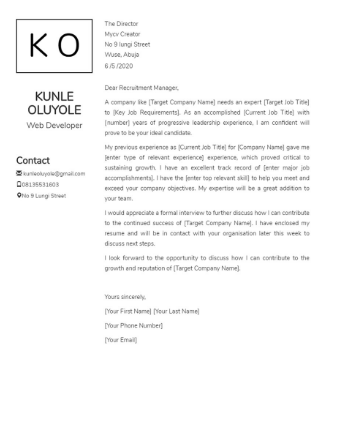 K O
KUNLE
OLUYOLE
Web Developer
Contact
kunleoluyole@gmail.com
08135531603
No 9 Lungi Street
The Director
Mycv Creator
No 9 lungi Street
Wuse, Abuja
6 /5 /2020
Dear Recruitment Manager,
A company like [Target Company Name] needs an expert [Target Job Title]
to [Key Job Requirements]. As an accomplished [Current Job Title] with
[number] years of progressive leadership experience, I am confident will
prove to be your ideal candidate.
My previous experience as [Current Job Title] for [Company Name] gave me
[enter type of relevant experience] experience, which proved critical to
sustaining growth. I have an excellent track record of [enter major job
accomplishments]. I have the [enter top relevant skill] to help you meet and
exceed your company objectives. My expertise will be a great addition to
your team.
I would appreciate a formal interview to further discuss how I can contribute
to the continued success of [Target Company Name]. I have enclosed my
resume and will be in contact with your organisation later this week to
discuss next steps.
I look forward to the opportunity to discuss how I can contribute to the
growth and reputation of [Target Company Name].
Yours sincerely,
[Your First Name] [Your Last Name]
[Your Phone Number]
[Your Email]